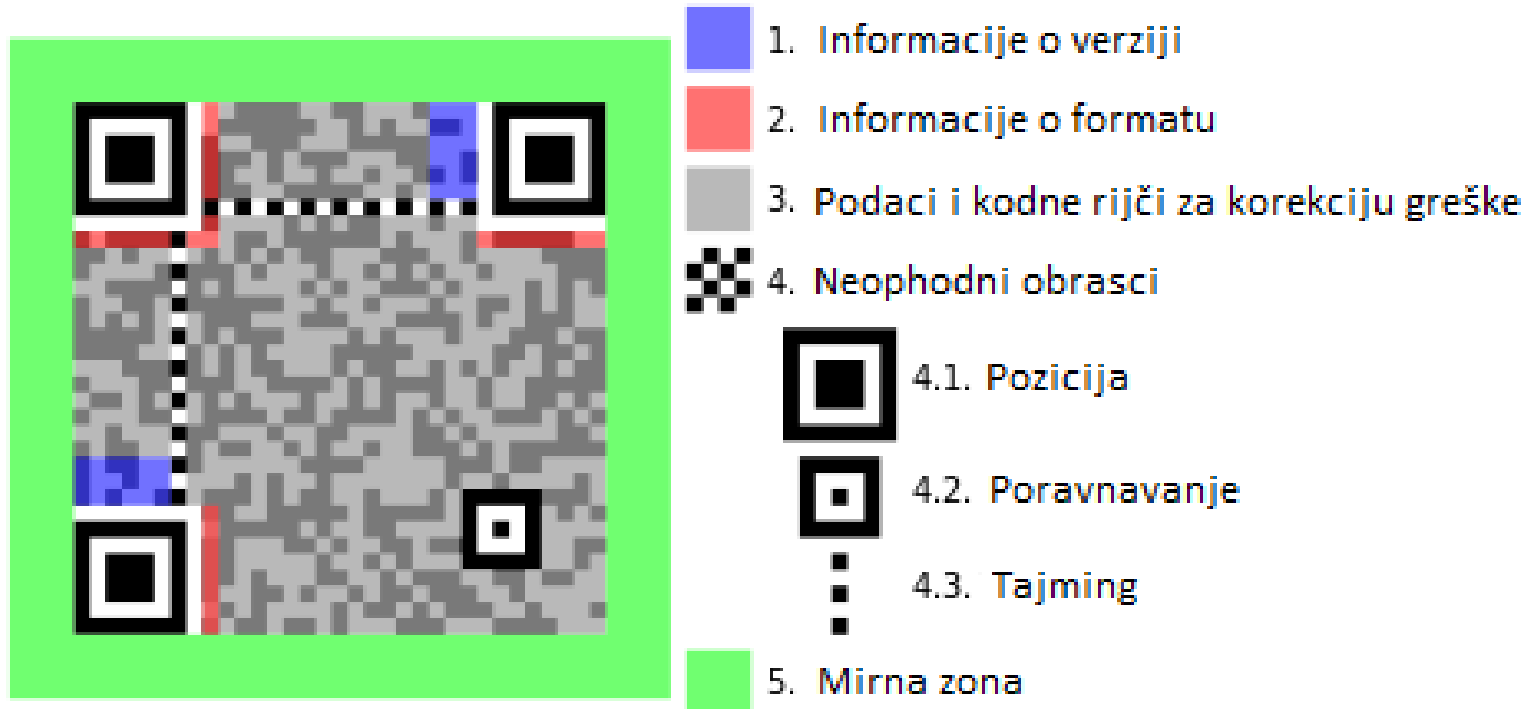 1. Informacije o verziji
2. Informacije o formatu
3. Podaci i kodne rijči za korekciju greške
4. Neophodni obrasci
4.1. Pozicija
4.2. Poravnavanje
4.3. Tajming
5. Mirna zona